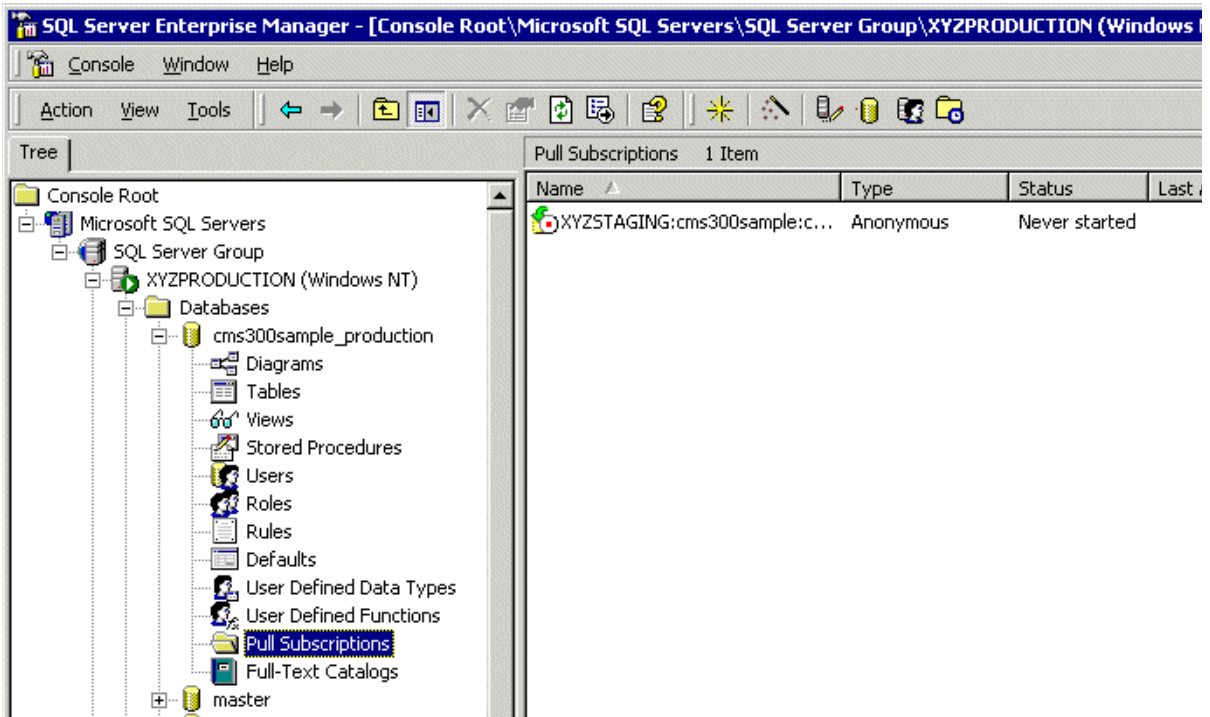 SQL Server Enterprise Manager - [Console Root\Microsoft SQL Servers\SQL Server Group\XYZPRODUCTION (Windows
Console Window Help
Action View Tools
Tree
Pull Subscriptions 1 Item
Name Type Status Last
XYZSTAGING:cms300sample:c... Anonymous Never started
Console Root
Microsoft SQL Servers
SQL Server Group
XYZPRODUCTION (Windows NT)
Databases
cms300sample_production
Diagrams
Tables
Views
Stored Procedures
Users
Roles
Rules
Defaults
User Defined Data Types
User Defined Functions
Pull Subscriptions
Full-Text Catalogs
master